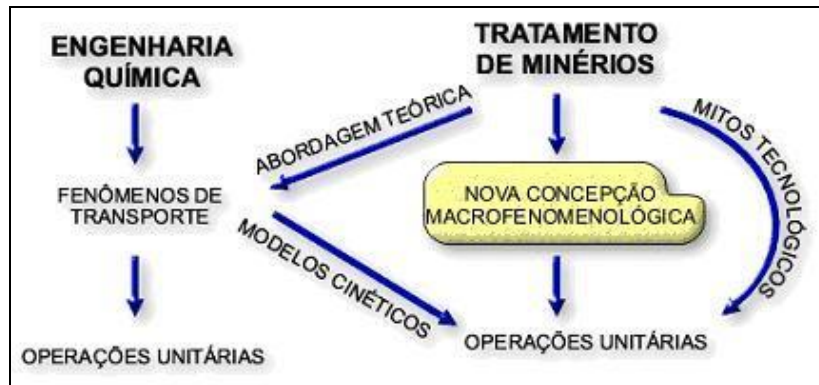 ENGENHARIA
QUÍMICA
TRATAMENTO
DE MINÉRIOS
ABORDAGEM TEÓRICA
MITOS TECNOLÓGICOS
FENÔMENOS DE
TRANSPORTE
NOVA CONCEPÇÃO
MACROFENOMENOLÓGICA
MODELOS CINÉTICOS
OPERAÇÕES UNITÁRIAS
OPERAÇÕES UNITÁRIAS